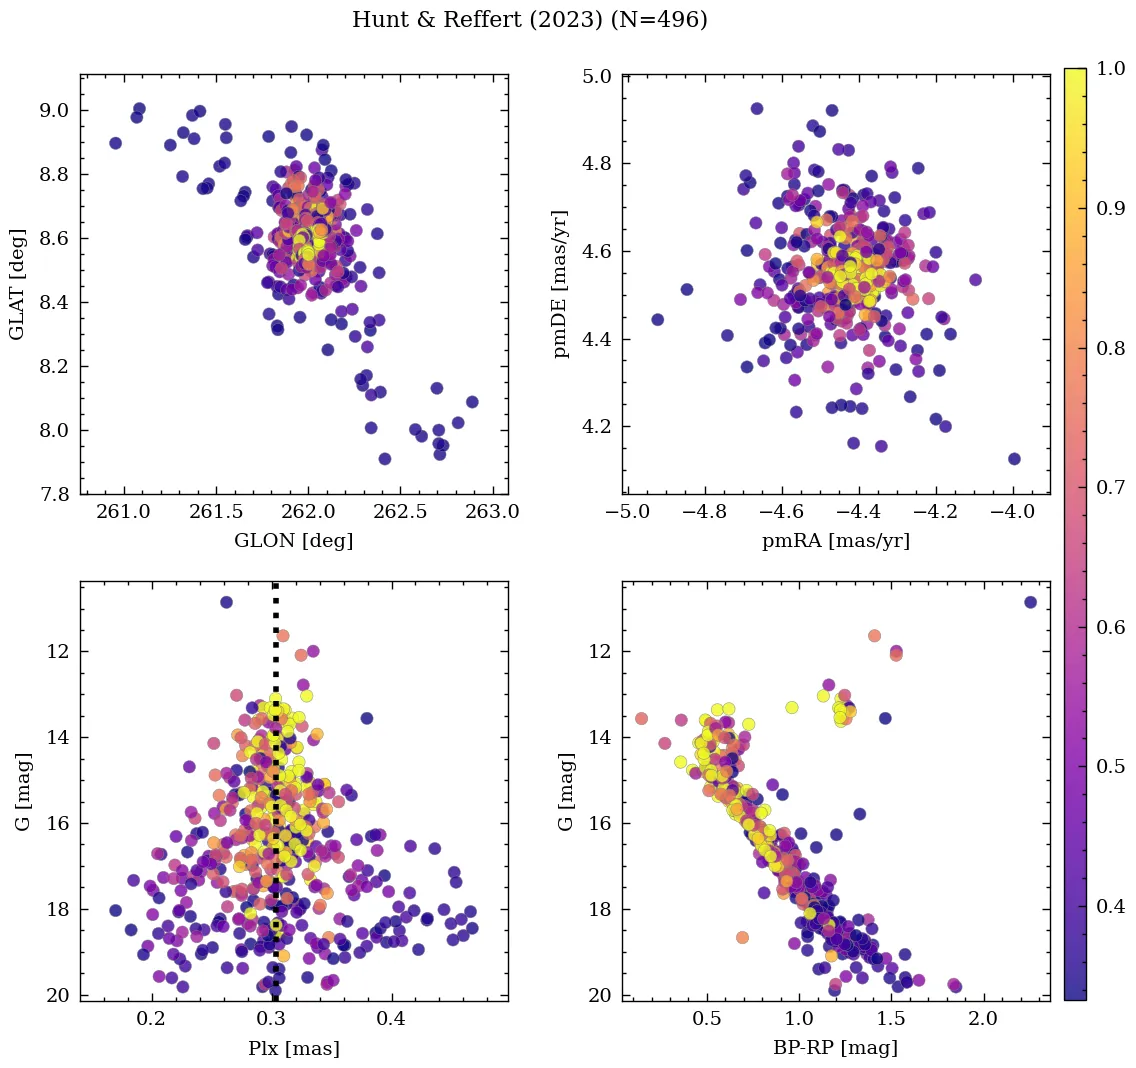 Hunt & Reffert (2023) (N=496)
9.0
8.8
8.6
8.4
8.2
8.0
7.8
GLAT [deg]
261.0 261.5 262.0 262.5 263.0
GLON [deg]
5.0
4.8
4.6
4.4
4.2
pmDE [mas/yr]
−5.0 −4.8 −4.6 −4.4 −4.2 −4.0
pmRA [mas/yr]
1.0
0.9
0.8
0.7
0.6
0.5
0.4
12
14
16
18
20
G [mag]
0.2 0.3 0.4
Plx [mas]
12
14
16
18
20
G [mag]
0.5 1.0 1.5 2.0
BP-RP [mag]